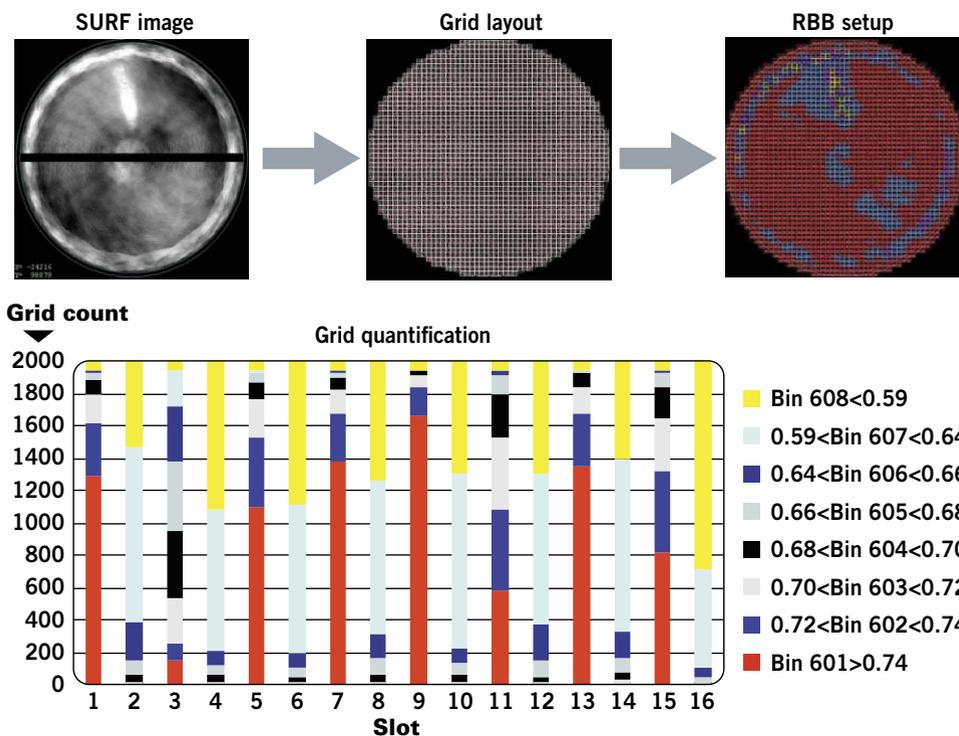 SURF image
Grid layout
RBB setup
X= -24216
Y= 98879
Grid count
Grid quantification
2000
1800
1600
1400
1200
1000
800
600
400
200
0
1 2 3 4 5 6 7 8 9 10 11 12 13 14 15 16
Slot
Bin 608<0.59
0.59<Bin 607<0.64
0.64<Bin 606<0.66
0.66<Bin 605<0.68
0.68<Bin 604<0.70
0.70<Bin 603<0.72
0.72<Bin 602<0.74
Bin 601>0.74